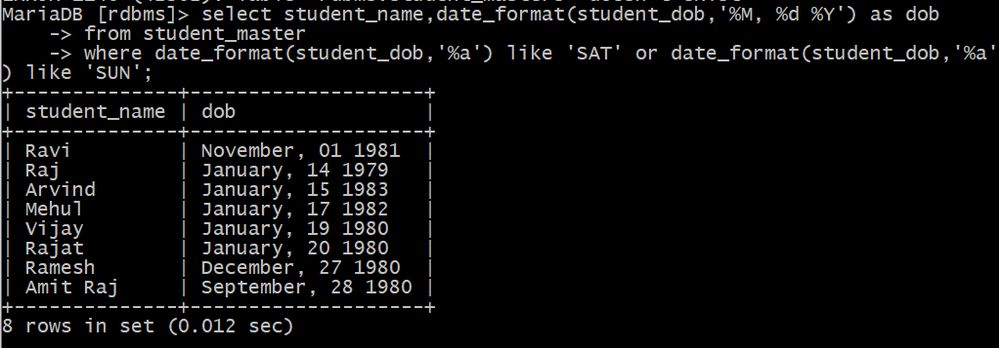 MariaDB [rdbms]> select student_name,date_format(student_dob,'%M, %d %Y') as dob
    -> from student_master
    -> where date_format(student_dob,'%a') like 'SAT' or date_format(student_dob,'%a'
) like 'SUN';
+--------------+--------------------+
| student_name | dob                |
+--------------+--------------------+
| Ravi         | November, 01 1981  |
| Raj          | January, 14 1979   |
| Arvind       | January, 15 1983   |
| Mehul        | January, 17 1982   |
| Vijay        | January, 19 1980   |
| Rajat        | January, 20 1980   |
| Ramesh       | December, 27 1980  |
| Amit Raj     | September, 28 1980 |
+--------------+--------------------+
8 rows in set (0.012 sec)